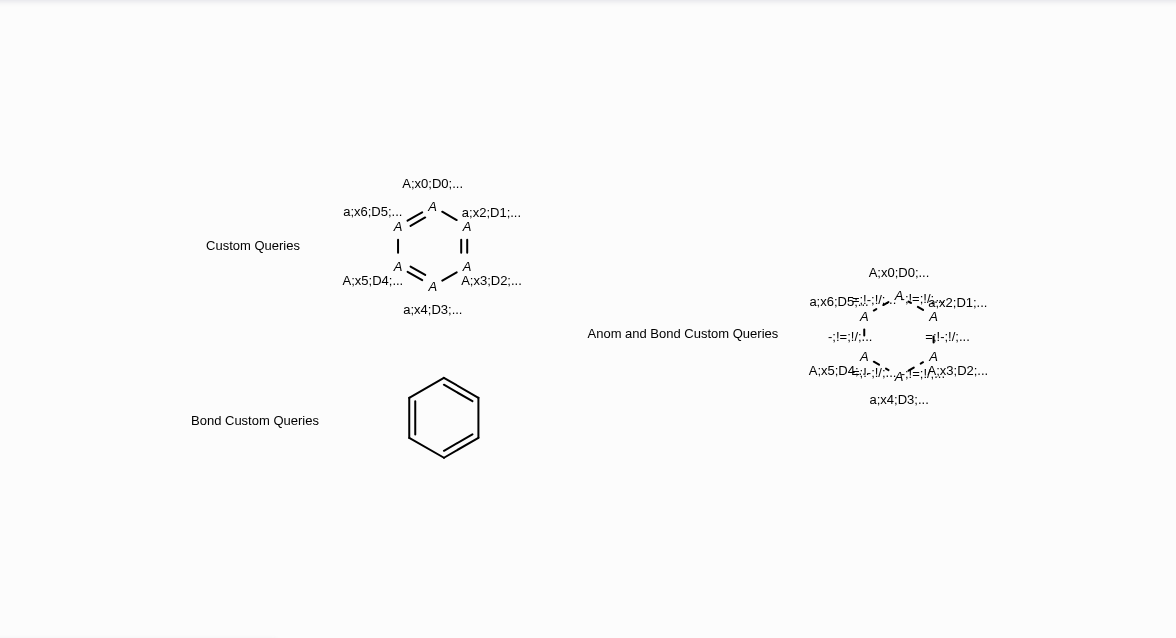 A;x0;D0;...
a;x6;D5;...
A
a;x2;D1;...
A
A
Custom Queries
A
A
A;x5;D4;...
A
A;x3;D2;...
a;x4;D3;...
Bond Custom Queries
A;x0;D0;...
a;x6;D5;...
=;!-;!/;...
A
-;!=;!/;...
a;x2;D1;...
A
A
Anom and Bond Custom Queries
-;!=;!/;...
=;!-;!/;...
A
A
A;x5;D4;...
=;!-;!/;...
A
-;!=;!/;...
A;x3;D2;...
a;x4;D3;...